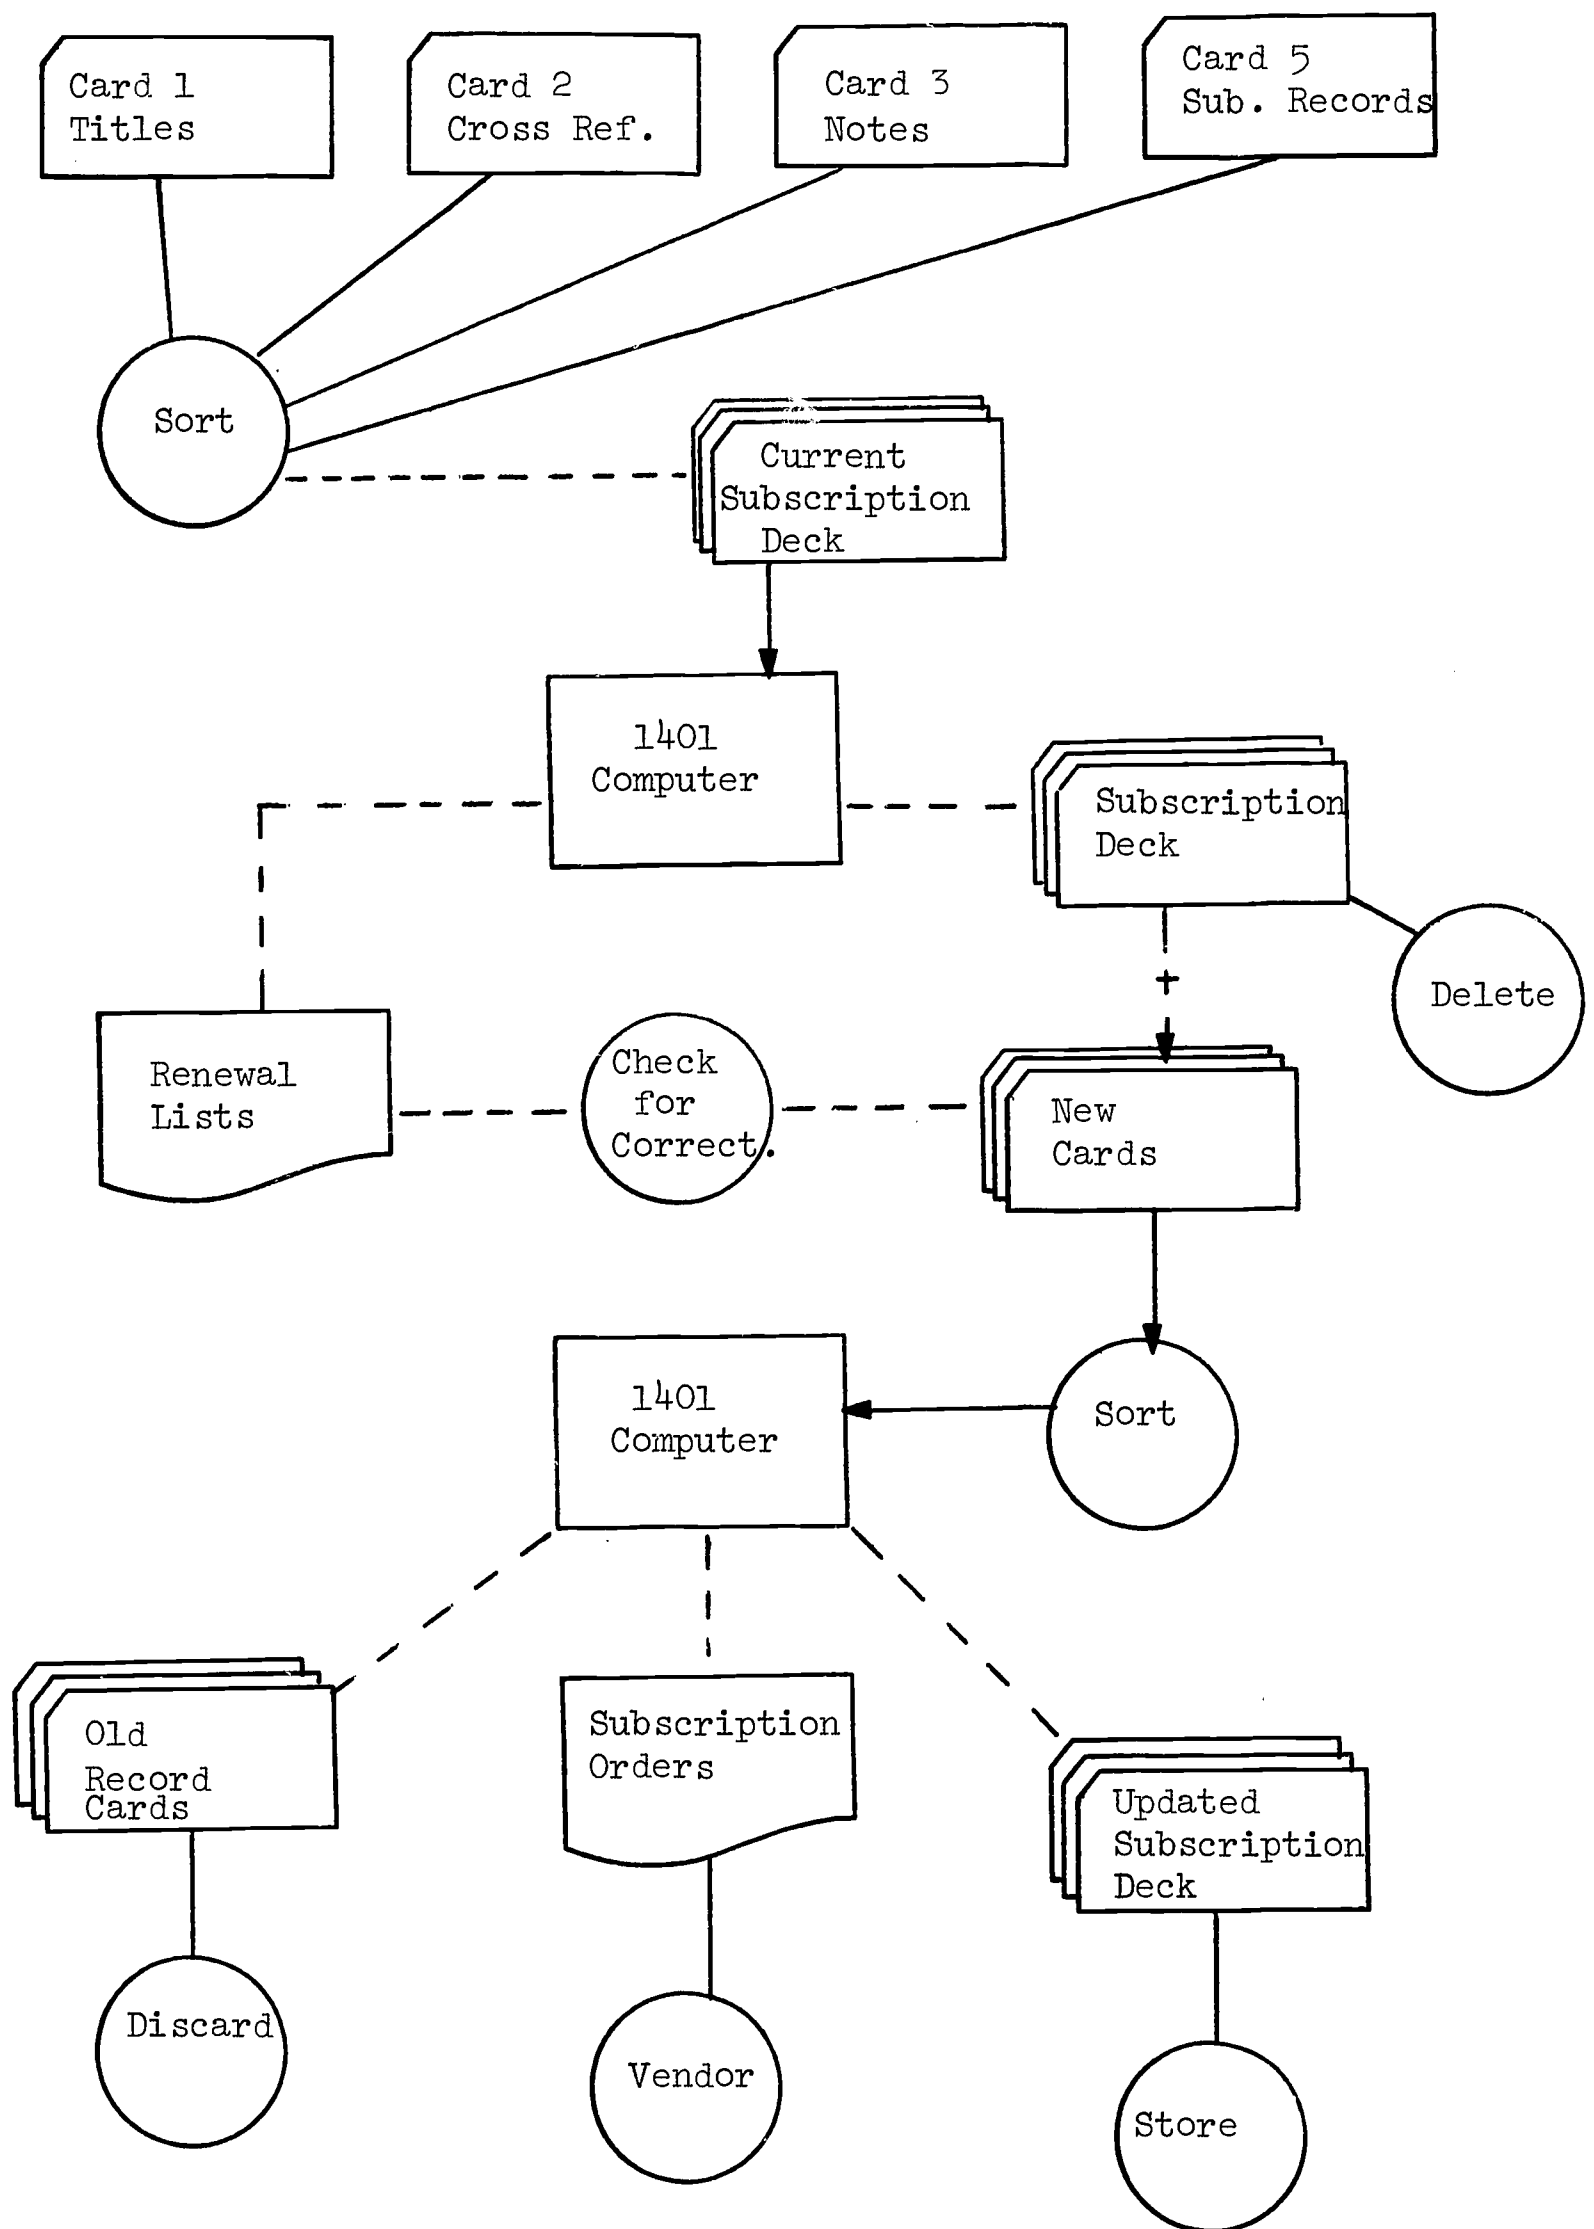 Card 1
Titles
Card 2
Cross Ref.
Card 3
Notes
Card 5
Sub. Records
Sort
Current
Subscription
Deck
1401
Computer
Subscription
Deck
Delete
+
Renewal
Lists
Check
for
Correct.
New
Cards
1401
Computer
Sort
Old
Record
Cards
Subscription
Orders
Updated
Subscription
Deck
Discard
Vendor
Store